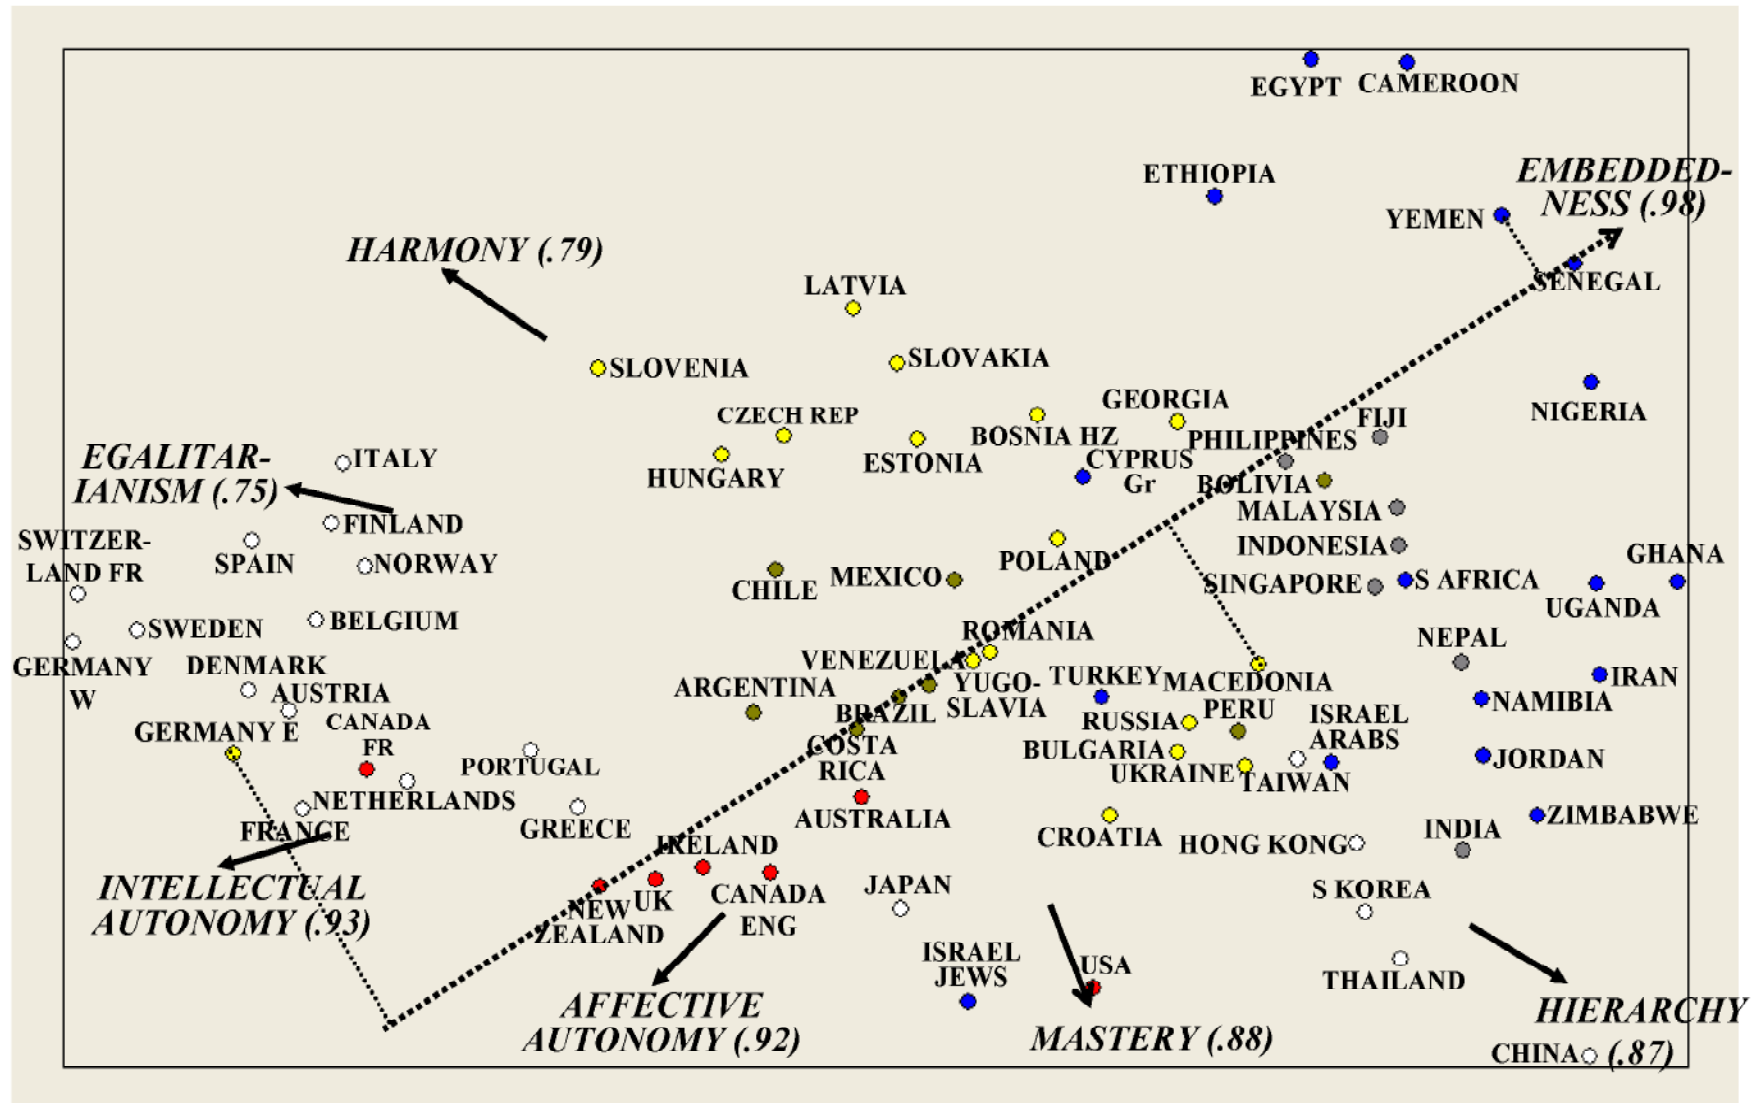 EGYPT
CAMEROON
ETHIOPIA
EMBEDDED-
NESS (.98)
YEMEN
HARMONY (.79)
SENEGAL
LATVIA
SLOVENIA
SLOVAKIA
GEORGIA
NIGERIA
CZECH REP
FIJI
BOSNIA HZ
PHILIPPINES
EGALITAR-
IANISM (.75)
ITALY
HUNGARY
ESTONIA
CYPRUS
Gr
BOLIVIA
MALAYSIA
FINLAND
SWITZER-
LAND FR
SPAIN
NORWAY
POLAND
INDONESIA
GHANA
CHILE
MEXICO
SINGAPORE
S AFRICA
UGANDA
SWEDEN
BELGIUM
ROMANIA
NEPAL
GERMANY
W
DENMARK
VENEZUELA
YUGO-
SLAVIA
TURKEY
MACEDONIA
IRAN
AUSTRIA
ARGENTINA
NAMIBIA
BRAZIL
RUSSIA
PERU
ISRAEL
ARABS
GERMANY E
CANADA
FR
COSTA
RICA
BULGARIA
JORDAN
PORTUGAL
UKRAINE
TAIWAN
NETHERLANDS
FRANCE
GREECE
AUSTRALIA
CROATIA
ZIMBABWE
INDIA
IRELAND
HONG KONG
INTELLECTUAL
AUTONOMY (.93)
NEW
ZEALAND
UK
CANADA
ENG
JAPAN
S KOREA
ISRAEL
JEWS
USA
THAILAND
AFFECTIVE
AUTONOMY (.92)
MASTERY (.88)
HIERARCHY
(.87)
CHINA